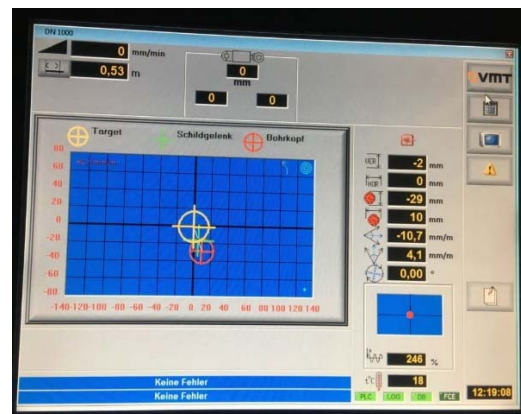 DN 1000
0 mm/min
0,53 m
0
mm
0 0
vmt
Target Schildgelenk Bohrkopf
80
60
40
20
0
-20
-40
-60
-80
-140 -120 -100 -80 -60 -40 -20 0 20 40 60 80 100 120 140
VER -2 mm
HOR 0 mm
-29 mm
10 mm
-10,7 mm/m
4,1 mm/m
0,00 °
246 %
t°C 18
Keine Fehler
Keine Fehler
PLC LOG DB FCE 12:19:08